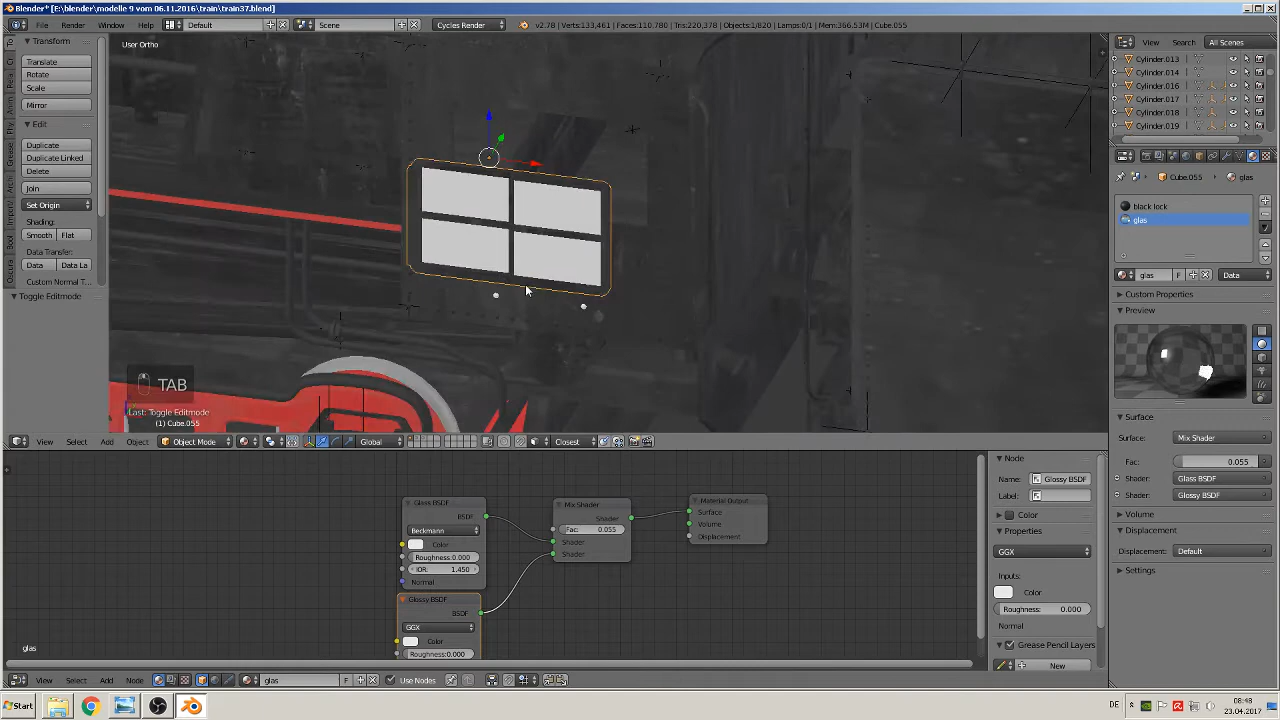 Blender* [E:\blender\modelle 9 vom 06.11.2016\train\train37.blend]
File Render Window Help Default Scene Cycles Render v2.78 | Verts:133,461 | Faces:110,780 | Tris:220,378 | Objects:1/820 | Lamps:0/1 | Mem:366.53M | Cube.055
Transform
Translate
Rotate
Scale
Mirror
Edit
Duplicate
Duplicate Linked
Delete
Join
Set Origin
Shading:
Smooth Flat
Data Transfer:
Data Data La
Custom Normal T...
Toggle Editmode
User Ortho
TAB
Last: Toggle Editmode
(1) Cube.055
View Select Add Object Object Mode Global Closest
View Search All Scenes
Cylinder.013
Cylinder.014
Cylinder.016
Cylinder.017
Cylinder.018
Cylinder.019
Cube.055 glas
black lock
glas
glas F Data
Custom Properties
Preview
Surface
Surface: Mix Shader
Fac: 0.055
Shader: Glass BSDF
Shader: Glossy BSDF
Volume
Displacement
Displacement: Default
Settings
Glass BSDF
BSDF
Beckmann
Color
Roughness:0.000
IOR: 1.450
Normal
Glossy BSDF
BSDF
GGX
Color
Roughness:0.000
Mix Shader
Shader
Fac: 0.055
Shader
Shader
Material Output
Surface
Volume
Displacement
glas
Node
Name: Glossy BSDF
Label:
Color
Properties
GGX
Inputs:
Color
Roughness: 0.000
Normal
Grease Pencil Layers
New
View Select Add Node glas F Use Nodes
Start
DE
08:48
23.04.2017